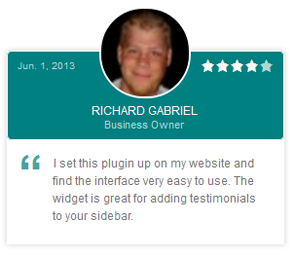 Jun. 1, 2013
RICHARD GABRIEL
Business Owner
I set this plugin up on my website and
find the interface very easy to use. The
widget is great for adding testimonials
to your sidebar.